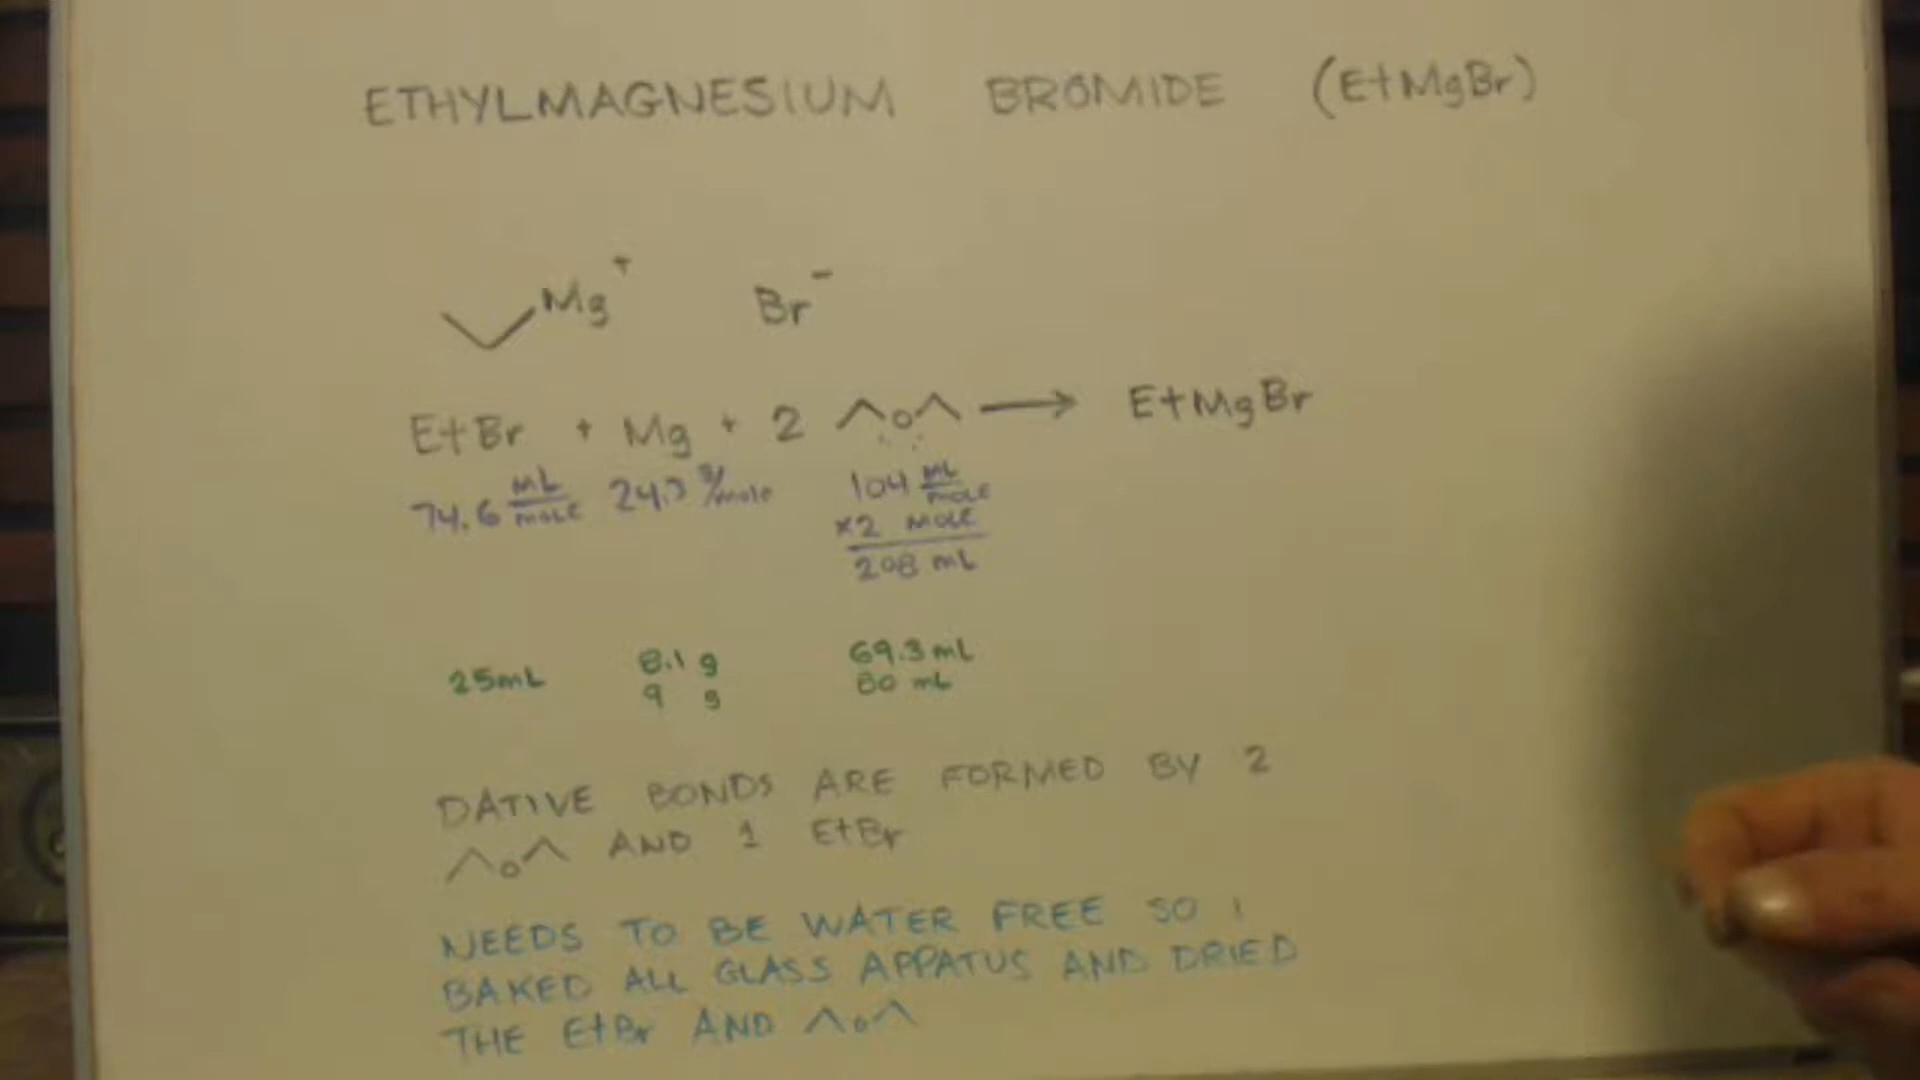 ETHYLMAGNESIUM BROMIDE (EtMgBr)
Mg+ Br-
EtBr + Mg + 2 ^o^ → EtMgBr
74.6 mL/mole 24.3 g/mole 104 mL/mole
x2 mole
208 mL
25mL 8.1 g 69.3mL
9 g 80 mL
DATIVE BONDS ARE FORMED BY 2
^o^ AND 1 EtBr
NEEDS TO BE WATER FREE SO I
BAKED ALL GLASS APPATUS AND DRIED
THE EtBr AND ^o^